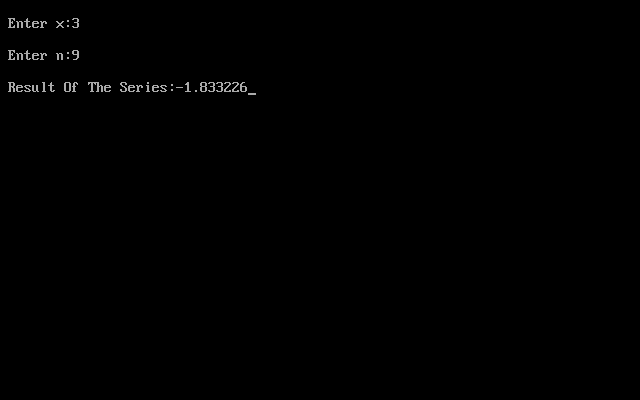 Enter x:3
Enter n:9
Result Of The Series:-1.833226_